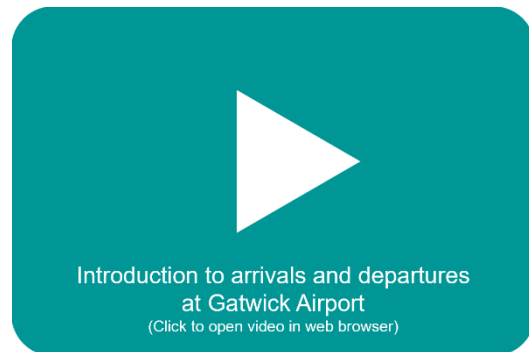 Introduction to arrivals and departures
at Gatwick Airport
(Click to open video in web browser)